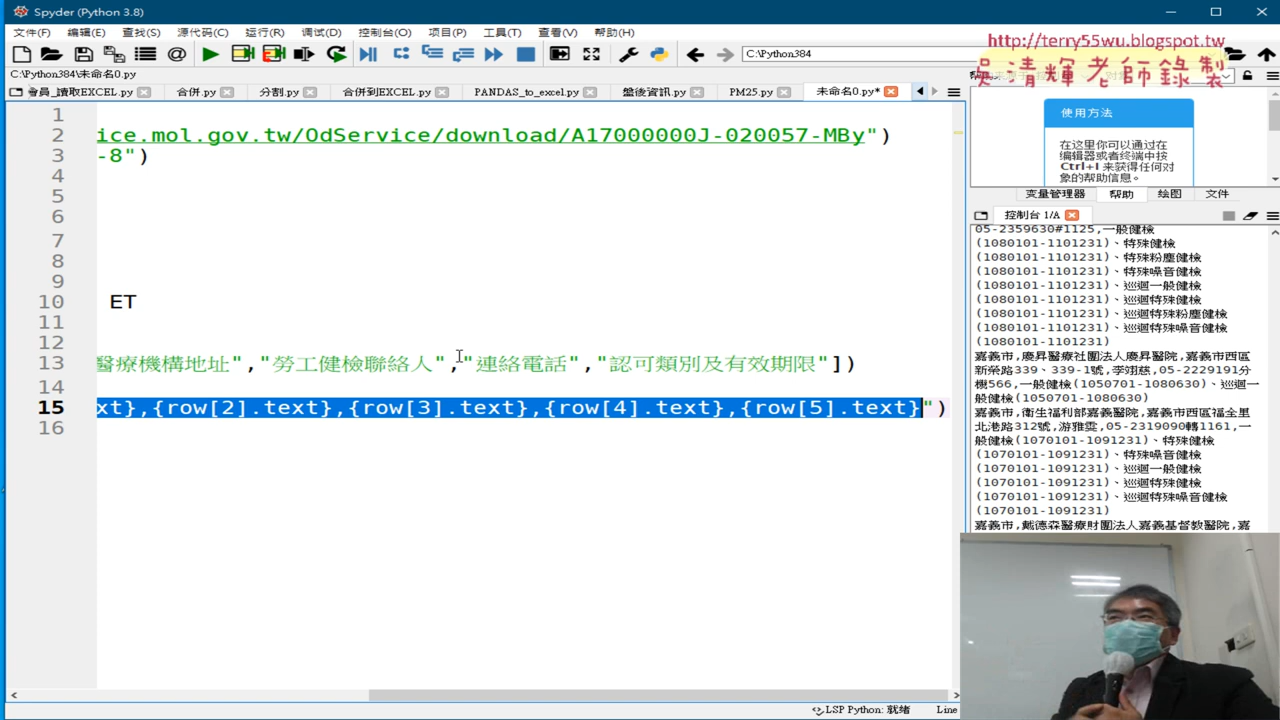 Spyder (Python 3.8)
文件(F) 编辑(E) 查找(S) 源代码(C) 运行(R) 调试(D) 控制台(O) 项目(P) 工具(T) 查看(V) 帮助(H)
http://terry55wu.blogspot.tw
吳清輝老師錄製
C:\Python384
C:\Python384\未命名0.py
會員_讀取EXCEL.py 合併.py 分割.py 合併到EXCEL.py PANDAS_to_excel.py 盤後資訊.py PM25.py 未命名0.py*
1
2 ice.mol.gov.tw/OdService/download/A17000000J-020057-MBy")
3 -8")
4
5
6
7
8
9
10 ET
11
12
13 醫療機構地址","勞工健檢聯絡人","連絡電話","認可類別及有效期限"])
14
15 xt},{row[2].text},{row[3].text},{row[4].text},{row[5].text}")
16
使用方法
在这里你可以通过在
编辑器或者终端中按
Ctrl+I 来获得任何对
象的帮助信息。
变量管理器 帮助 绘图 文件
控制台 1/A
05-2359630#1125,一般健檢
(1080101-1101231)、特殊健檢
(1080101-1101231)、特殊粉塵健檢
(1080101-1101231)、特殊噪音健檢
(1080101-1101231)、巡迴一般健檢
(1080101-1101231)、巡迴特殊健檢
(1080101-1101231)、巡迴特殊粉塵健檢
(1080101-1101231)、巡迴特殊噪音健檢
(1080101-1101231)
嘉義市,慶昇醫療社團法人慶昇醫院,嘉義市西區
新榮路339、339-1號,李翊慈,05-2229191分
機566,一般健檢(1050701-1080630)、巡迴一
般健檢(1050701-1080630)
嘉義市,衛生福利部嘉義醫院,嘉義市西區福全里
北港路312號,游雅雯,05-2319090轉1161,一
般健檢(1070101-1091231)、特殊健檢
(1070101-1091231)、特殊噪音健檢
(1070101-1091231)、巡迴一般健檢
(1070101-1091231)、巡迴特殊健檢
(1070101-1091231)、巡迴特殊噪音健檢
(1070101-1091231)
嘉義市,戴德森醫療財團法人嘉義基督教醫院,嘉
LSP Python: 就绪 Line